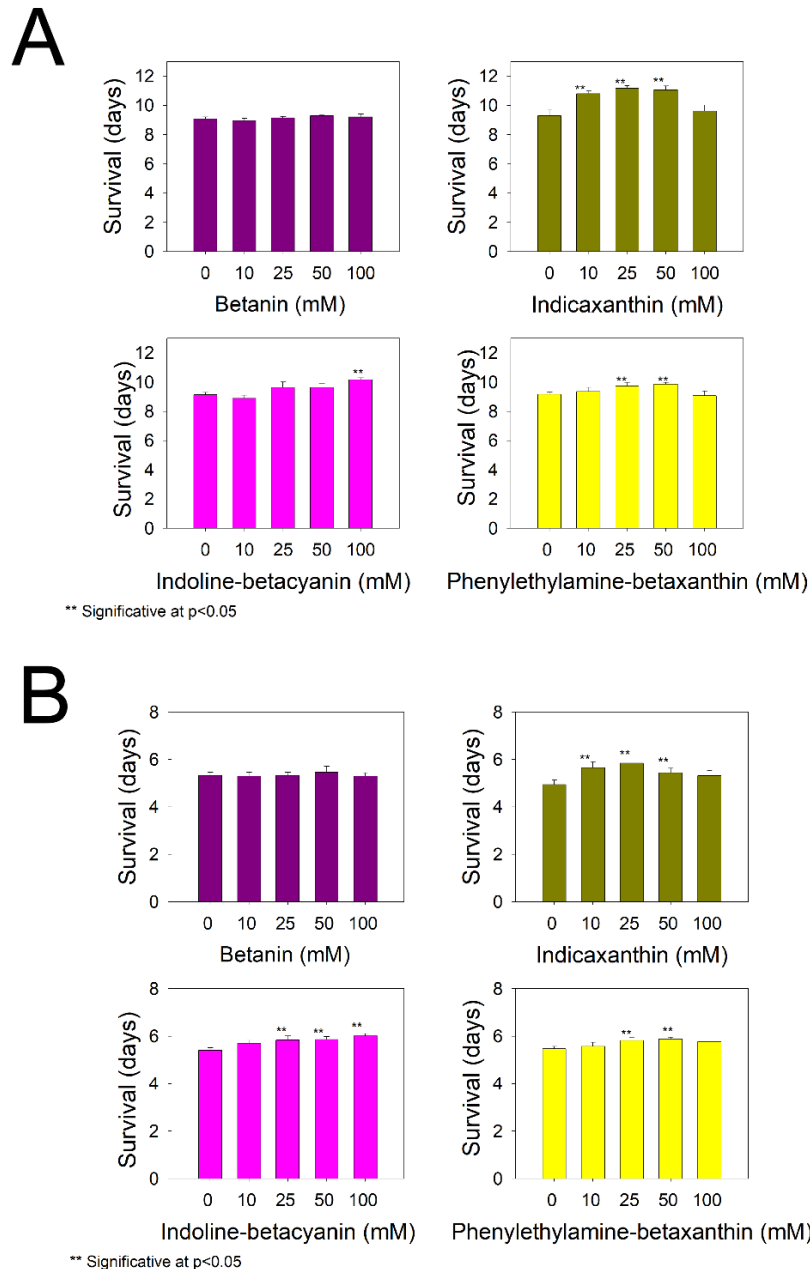 A
Survival (days)
12
10
8
6
4
2
0
0 10 25 50 100
Betanin (mM)
Survival (days)
12
10
8
6
4
2
0
** ** **
0 10 25 50 100
Indicaxanthin (mM)
Survival (days)
12
10
8
6
4
2
0
**
0 10 25 50 100
Indoline-betacyanin (mM)
Survival (days)
12
10
8
6
4
2
0
** **
0 10 25 50 100
Phenylethylamine-betaxanthin (mM)
** Significative at p<0.05
B
Survival (days)
8
6
4
2
0
0 10 25 50 100
Betanin (mM)
Survival (days)
8
6
4
2
0
** ** **
0 10 25 50 100
Indicaxanthin (mM)
Survival (days)
8
6
4
2
0
** ** **
0 10 25 50 100
Indoline-betacyanin (mM)
Survival (days)
8
6
4
2
0
** **
0 10 25 50 100
Phenylethylamine-betaxanthin (mM)
** Significative at p<0.05